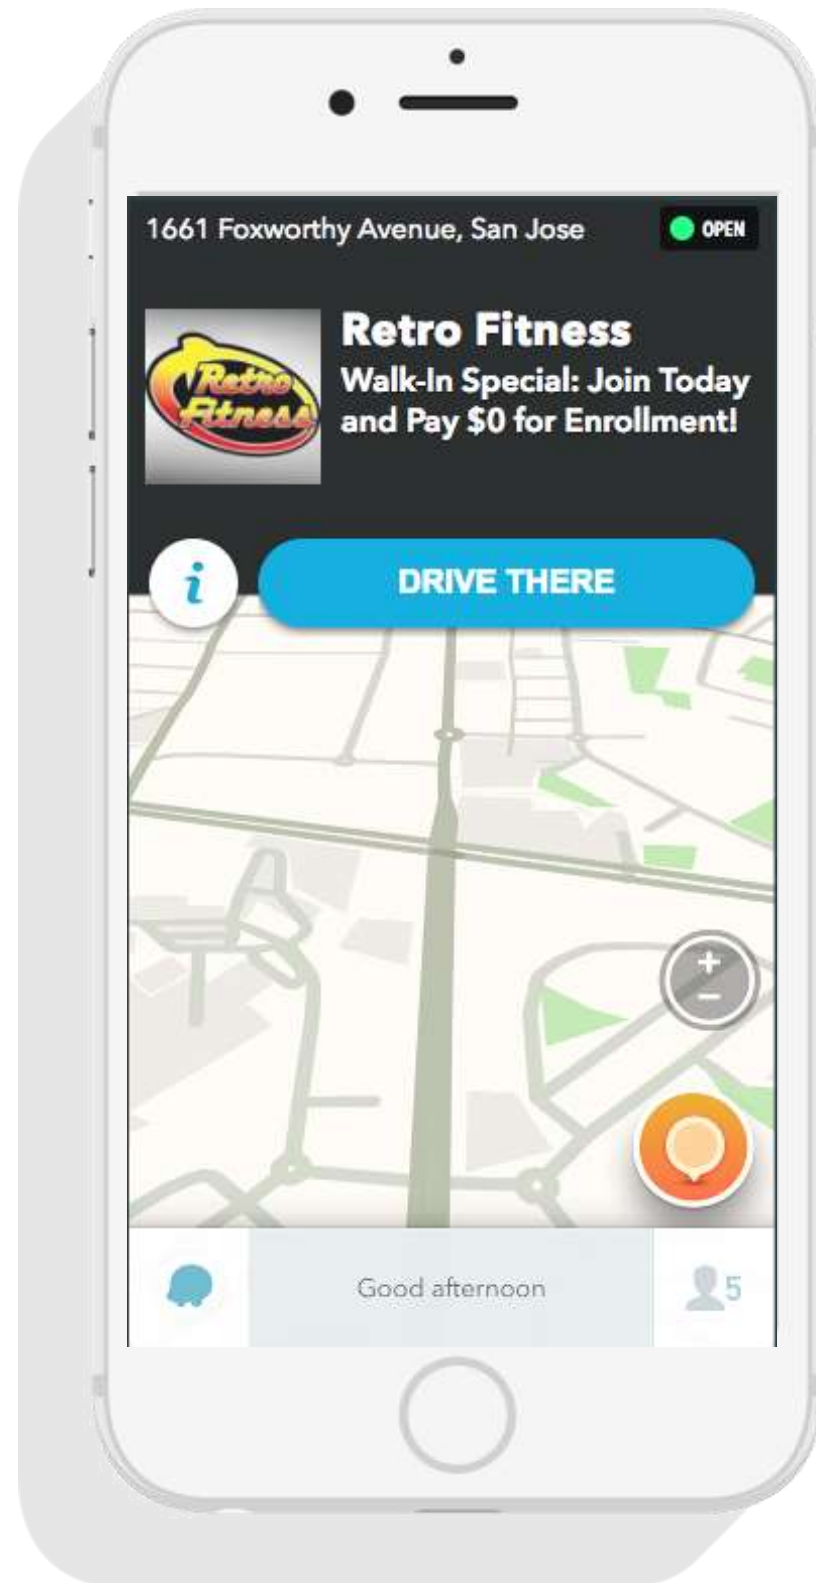 1661 Foxworthy Avenue, San Jose
OPEN
Retro Fitness
Walk-In Special: Join Today
and Pay $0 for Enrollment!
Retro
Fitness
i
DRIVE THERE
+
−
Good afternoon
5